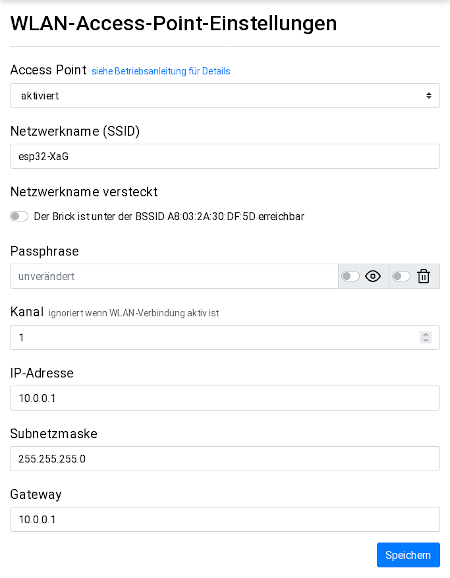 WLAN-Access-Point-Einstellungen
Access Point siehe Betriebsanleitung für Details
aktiviert
Netzwerkname (SSID)
esp32-XaG
Netzwerkname versteckt
Der Brick ist unter der BSSID A8:03:2A:30:DF:5D erreichbar
Passphrase
unverändert
Kanal ignoriert wenn WLAN-Verbindung aktiv ist
1
IP-Adresse
10.0.0.1
Subnetzmaske
255.255.255.0
Gateway
10.0.0.1
Speichern